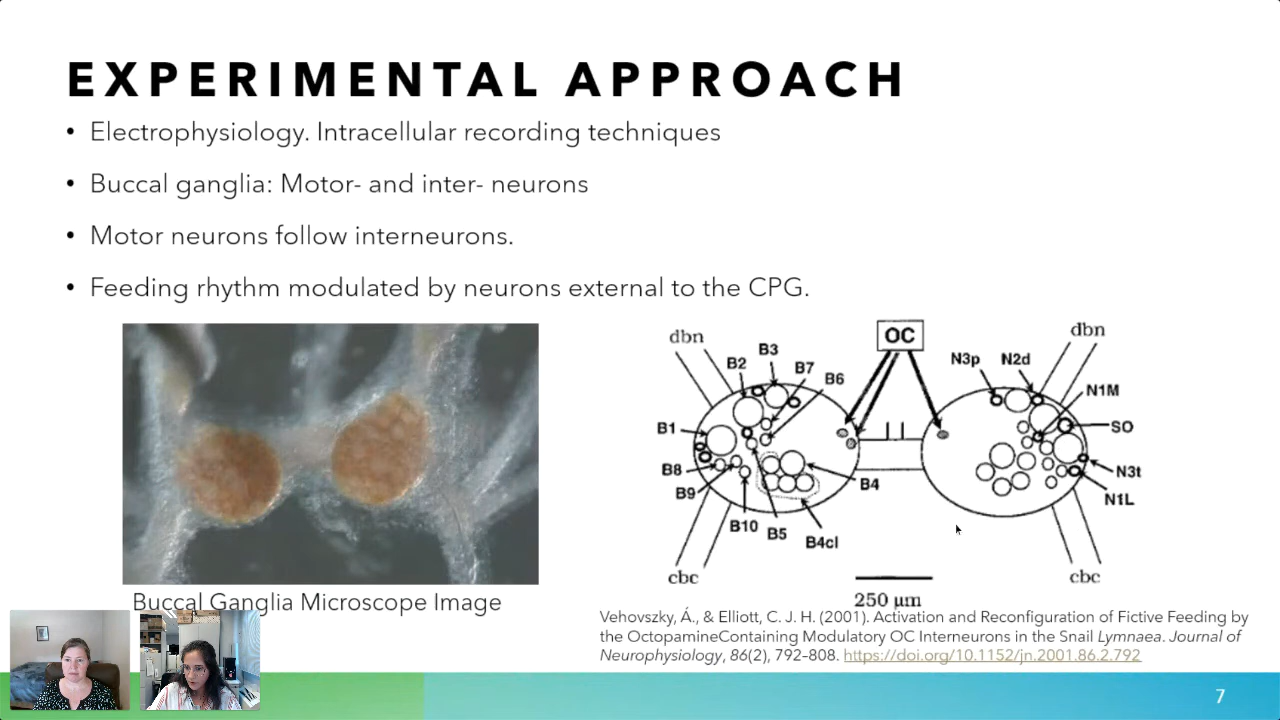 EXPERIMENTAL APPROACH
• Electrophysiology. Intracellular recording techniques
• Buccal ganglia: Motor- and inter- neurons
• Motor neurons follow interneurons.
• Feeding rhythm modulated by neurons external to the CPG.
Buccal Ganglia Microscope Image
dbn
OC
dbn
B3
B2
B7
B6
N3p
N2d
N1M
B1
SO
B8
B9
B4
N3t
N1L
B10
B5
B4cl
cbc
cbc
250 µm
Vehovszky, Á., & Elliott, C. J. H. (2001). Activation and Reconfiguration of Fictive Feeding by
the OctopamineContaining Modulatory OC Interneurons in the Snail Lymnaea. Journal of
Neurophysiology, 86(2), 792–808. https://doi.org/10.1152/jn.2001.86.2.792
7